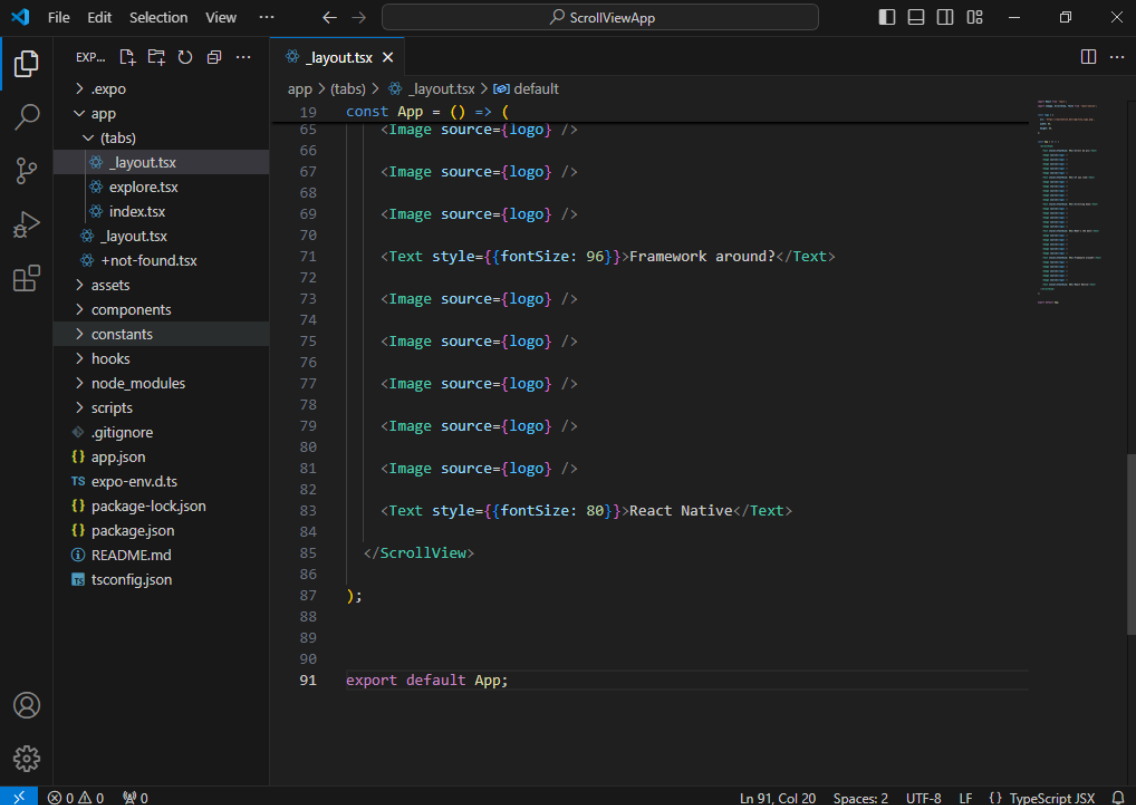 File Edit Selection View ··· ScrollViewApp
EXP...
_layout.tsx
app > (tabs) > _layout.tsx > default
.expo
app
(tabs)
_layout.tsx
explore.tsx
index.tsx
_layout.tsx
+not-found.tsx
assets
components
constants
hooks
node_modules
scripts
.gitignore
{} app.json
TS expo-env.d.ts
{} package-lock.json
{} package.json
README.md
TS tsconfig.json
19 const App = () => (
65 <Image source={logo} />
66
67 <Image source={logo} />
68
69 <Image source={logo} />
70
71 <Text style={{fontSize: 96}}>Framework around?</Text>
72
73 <Image source={logo} />
74
75 <Image source={logo} />
76
77 <Image source={logo} />
78
79 <Image source={logo} />
80
81 <Image source={logo} />
82
83 <Text style={{fontSize: 80}}>React Native</Text>
84
85 </ScrollView>
86
87 );
88
89
90
91 export default App;
0 0 0 Ln 91, Col 20 Spaces: 2 UTF-8 LF {} TypeScript JSX